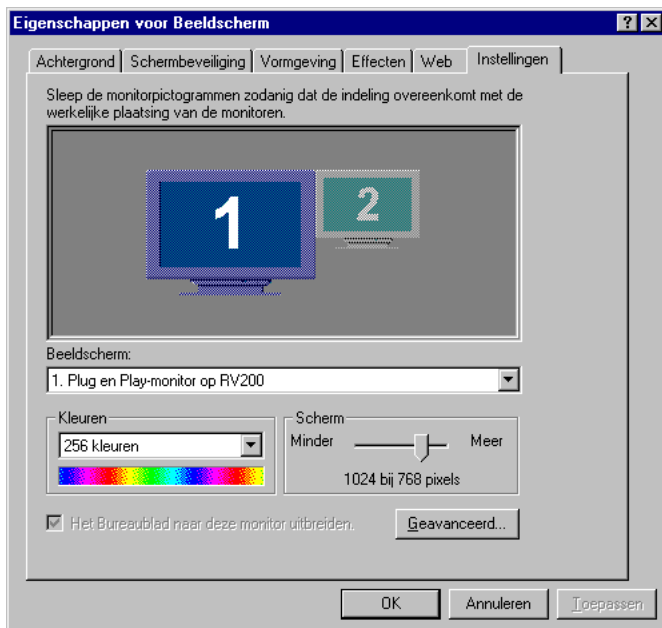 Eigenschappen voor Beeldscherm
Achtergrond Schermbeveiliging Vormgeving Effecten Web Instellingen
Sleep de monitorpictogrammen zodanig dat de indeling overeenkomt met de
werkelijke plaatsing van de monitoren.
1 2
Beeldscherm:
1. Plug en Play-monitor op RV200
Kleuren
256 kleuren
Scherm
Minder Meer
1024 bij 768 pixels
Het Bureaublad naar deze monitor uitbreiden.
Geavanceerd...
OK Annuleren Toepassen